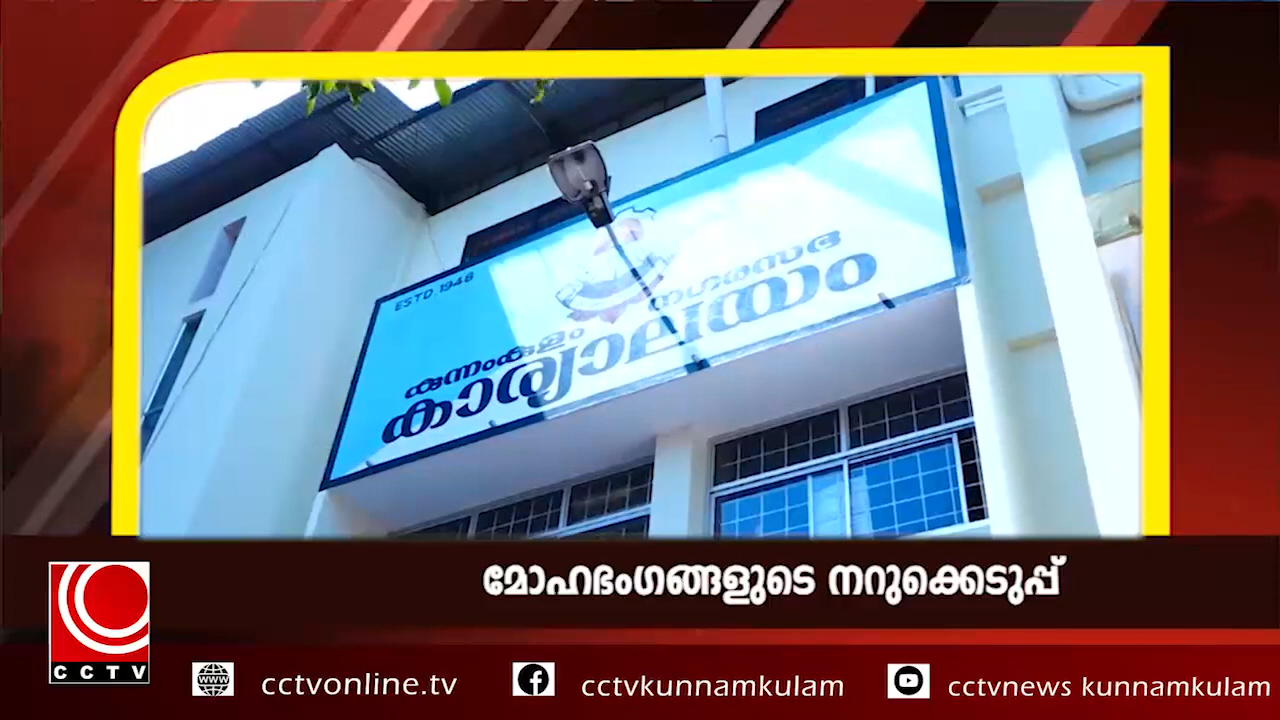 ESTD.1948
കുന്നംകുളം നഗരസഭ
കാര്യാലയം
മോഹഭംഗങ്ങളുടെ നറുക്കെടുപ്പ്
CCTV
cctvonline.tv
cctvkunnamkulam
cctvnews kunnamkulam